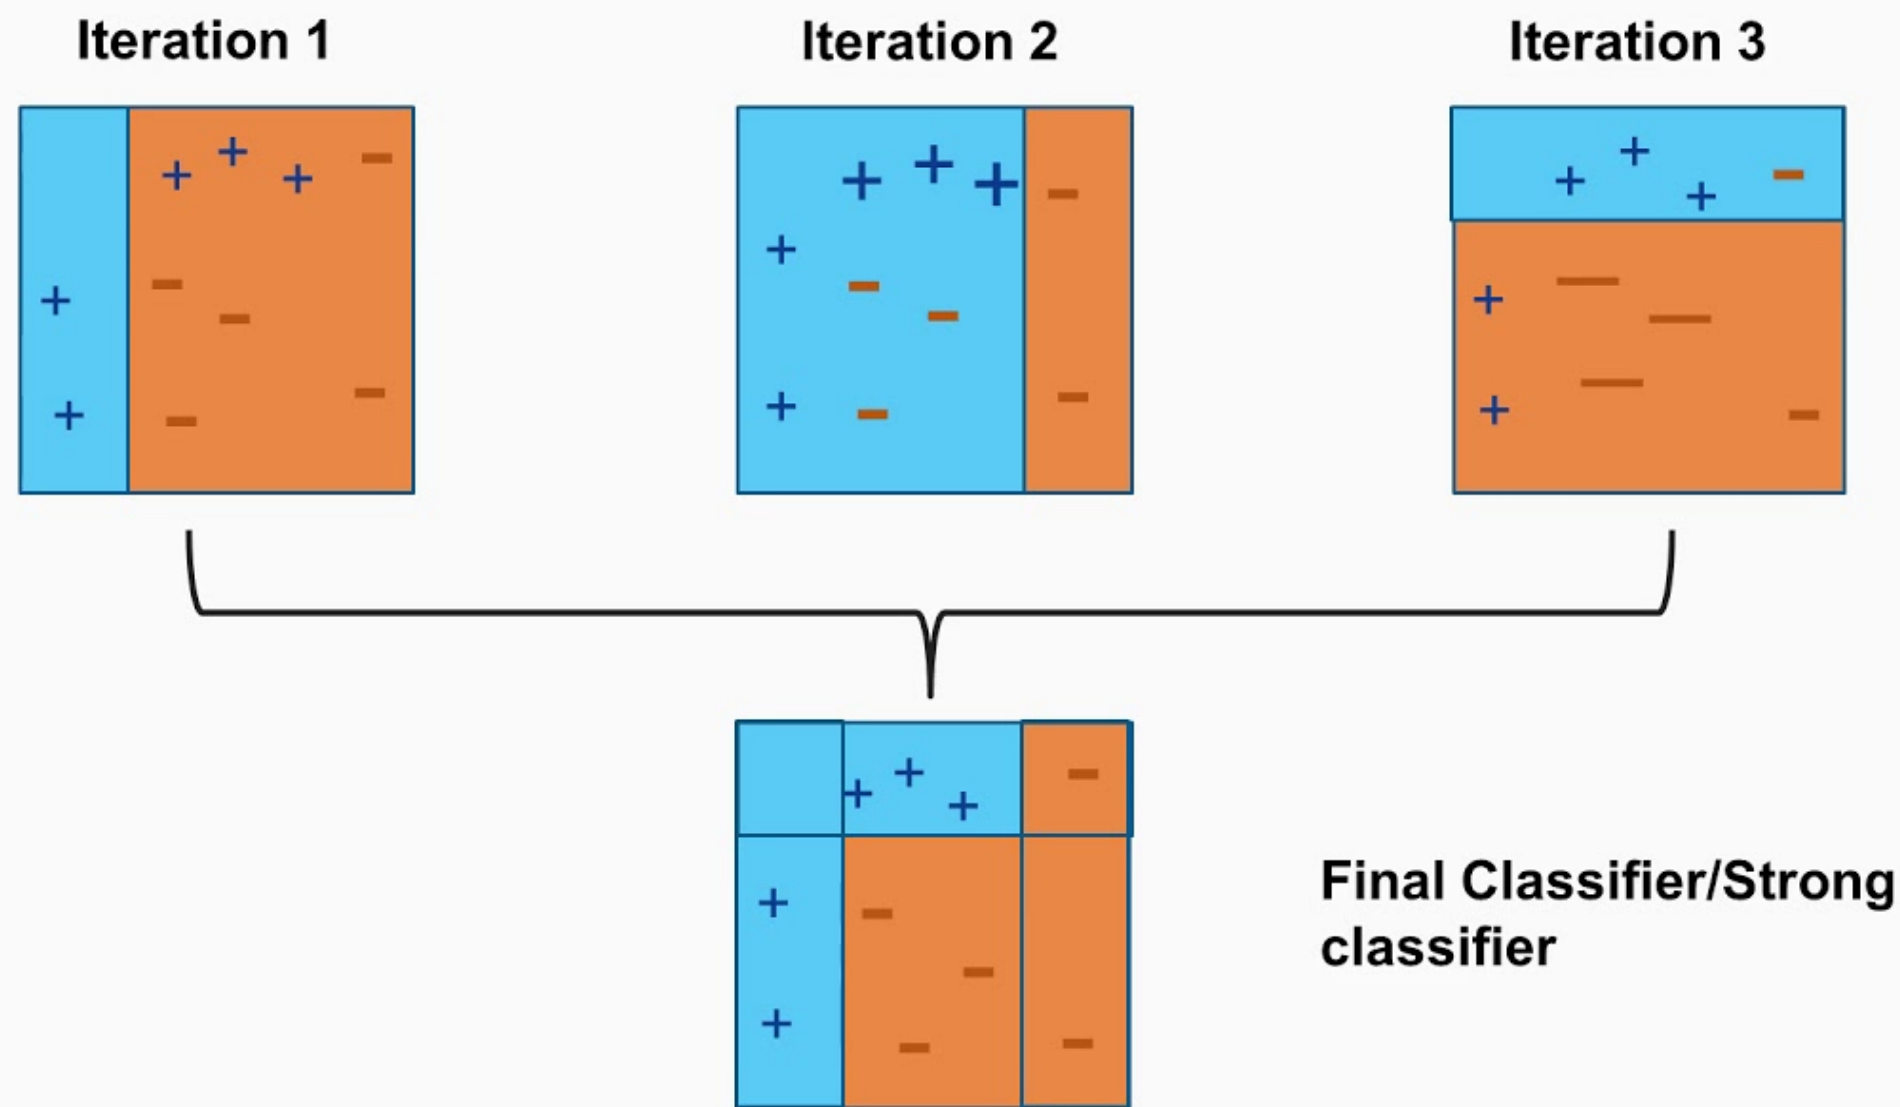 Iteration 1
Iteration 2
Iteration 3
Final Classifier/Strong
classifier